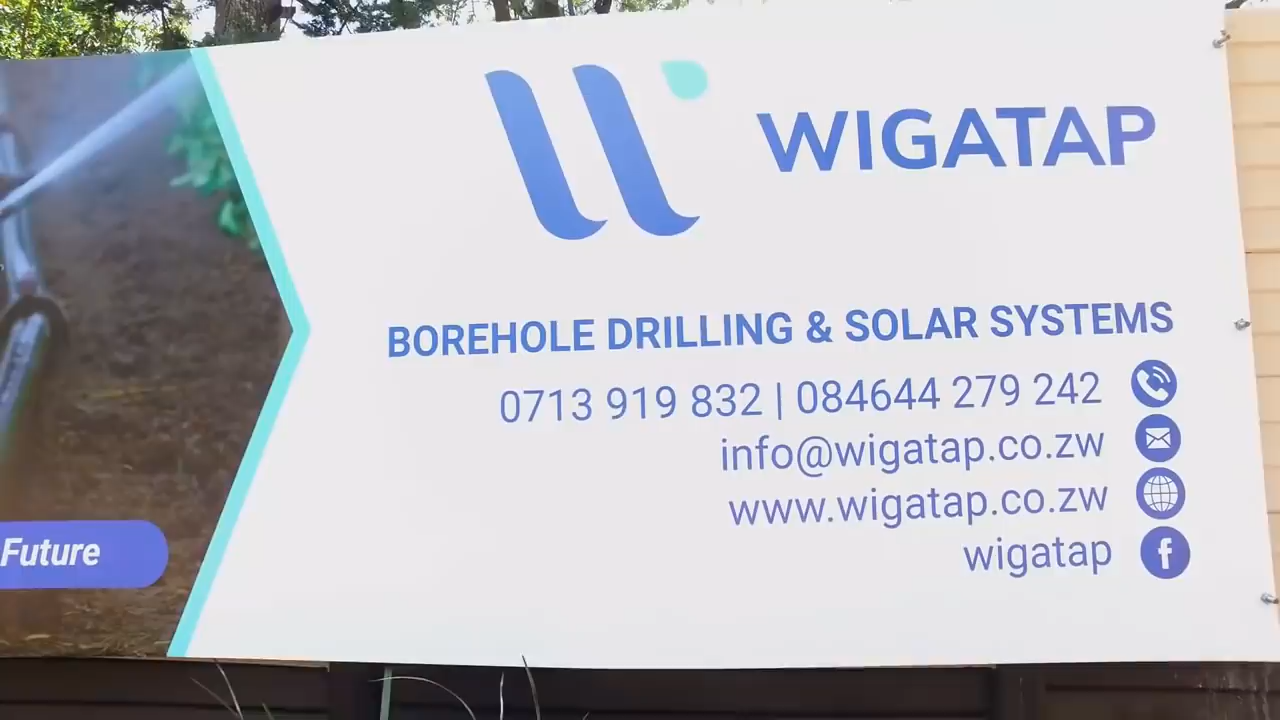 WIGATAP
BOREHOLE DRILLING & SOLAR SYSTEMS
0713 919 832 | 084644 279 242
info@wigatap.co.zw
www.wigatap.co.zw
wigatap
Future